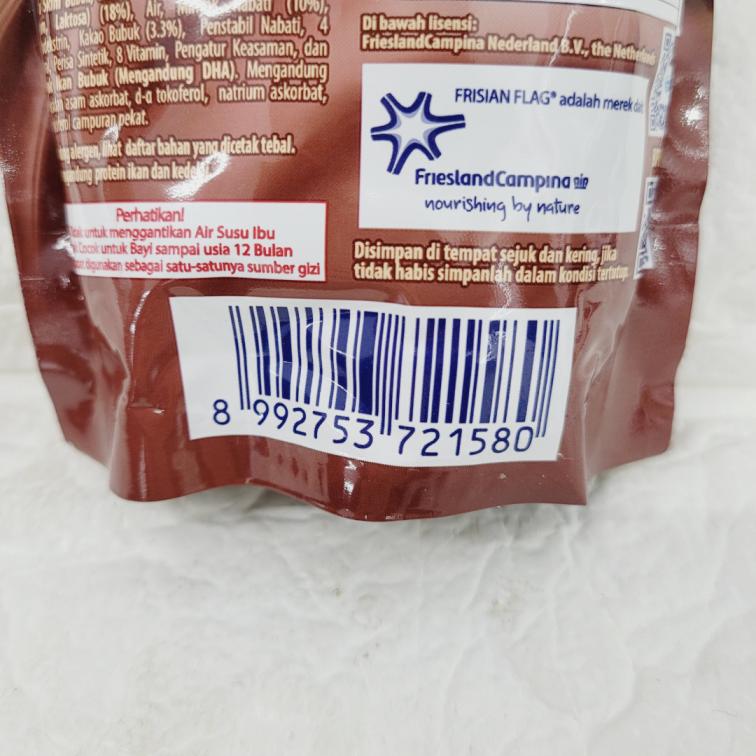 Laktosa) (18%), Air, (10%),
Kakao Bubuk (3.3%), Penstabil Nabati, 4
Perisa Sintetik, 8 Vitamin, Pengatur Keasaman, dan
Bubuk (Mengandung DHA). Mengandung
asam askorbat, d-α tokoferol, natrium askorbat,
campuran pekat.
alergen, lihat daftar bahan yang dicetak tebal.
protein ikan dan
Perhatikan!
untuk menggantikan Air Susu Ibu
Cocok untuk Bayi sampai usia 12 Bulan
digunakan sebagai satu-satunya sumber gizi
Di bawah lisensi:
FrieslandCampina Nederland B.V., the Netherlands
FRISIAN FLAG® adalah merek dari
FrieslandCampina
nourishing by nature
Disimpan di tempat sejuk dan kering, jika
tidak habis simpanlah dalam kondisi tertutup.
8 992753 721580